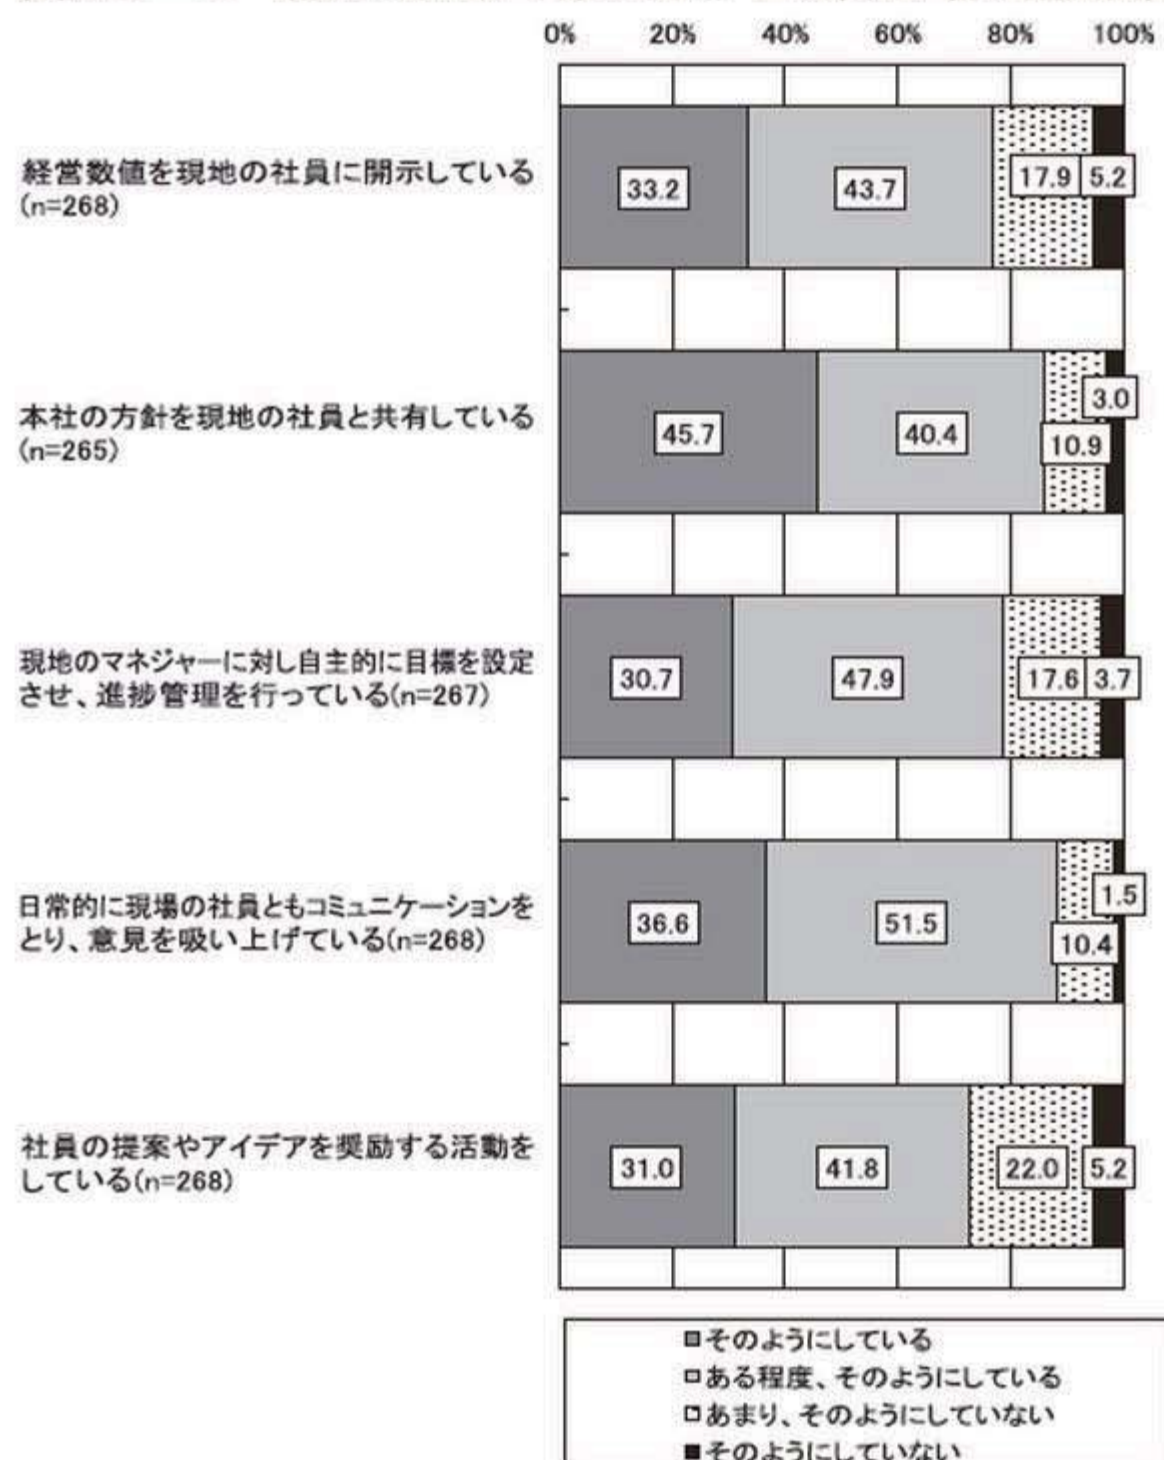 0% 20% 40% 60% 80% 100%
経営数値を現地の社員に開示している
(n=268)
33.2 43.7 17.9 5.2
本社の方針を現地の社員と共有している
(n=265)
45.7 40.4 10.9 3.0
現地のマネジャーに対し自主的に目標を設定
させ、進捗管理を行っている(n=267)
30.7 47.9 17.6 3.7
日常的に現場の社員ともコミュニケーションを
とり、意見を吸い上げている(n=268)
36.6 51.5 10.4 1.5
社員の提案やアイデアを奨励する活動を
している(n=268)
31.0 41.8 22.0 5.2
そのようにしている
ある程度、そのようにしている
あまり、そのようにしていない
そのようにしていない